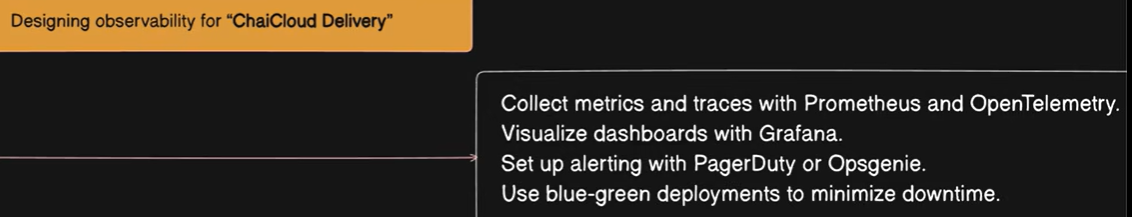 Designing observability for “ChaiCloud Delivery”
Collect metrics and traces with Prometheus and OpenTelemetry.
Visualize dashboards with Grafana.
Set up alerting with PagerDuty or Opsgenie.
Use blue-green deployments to minimize downtime.